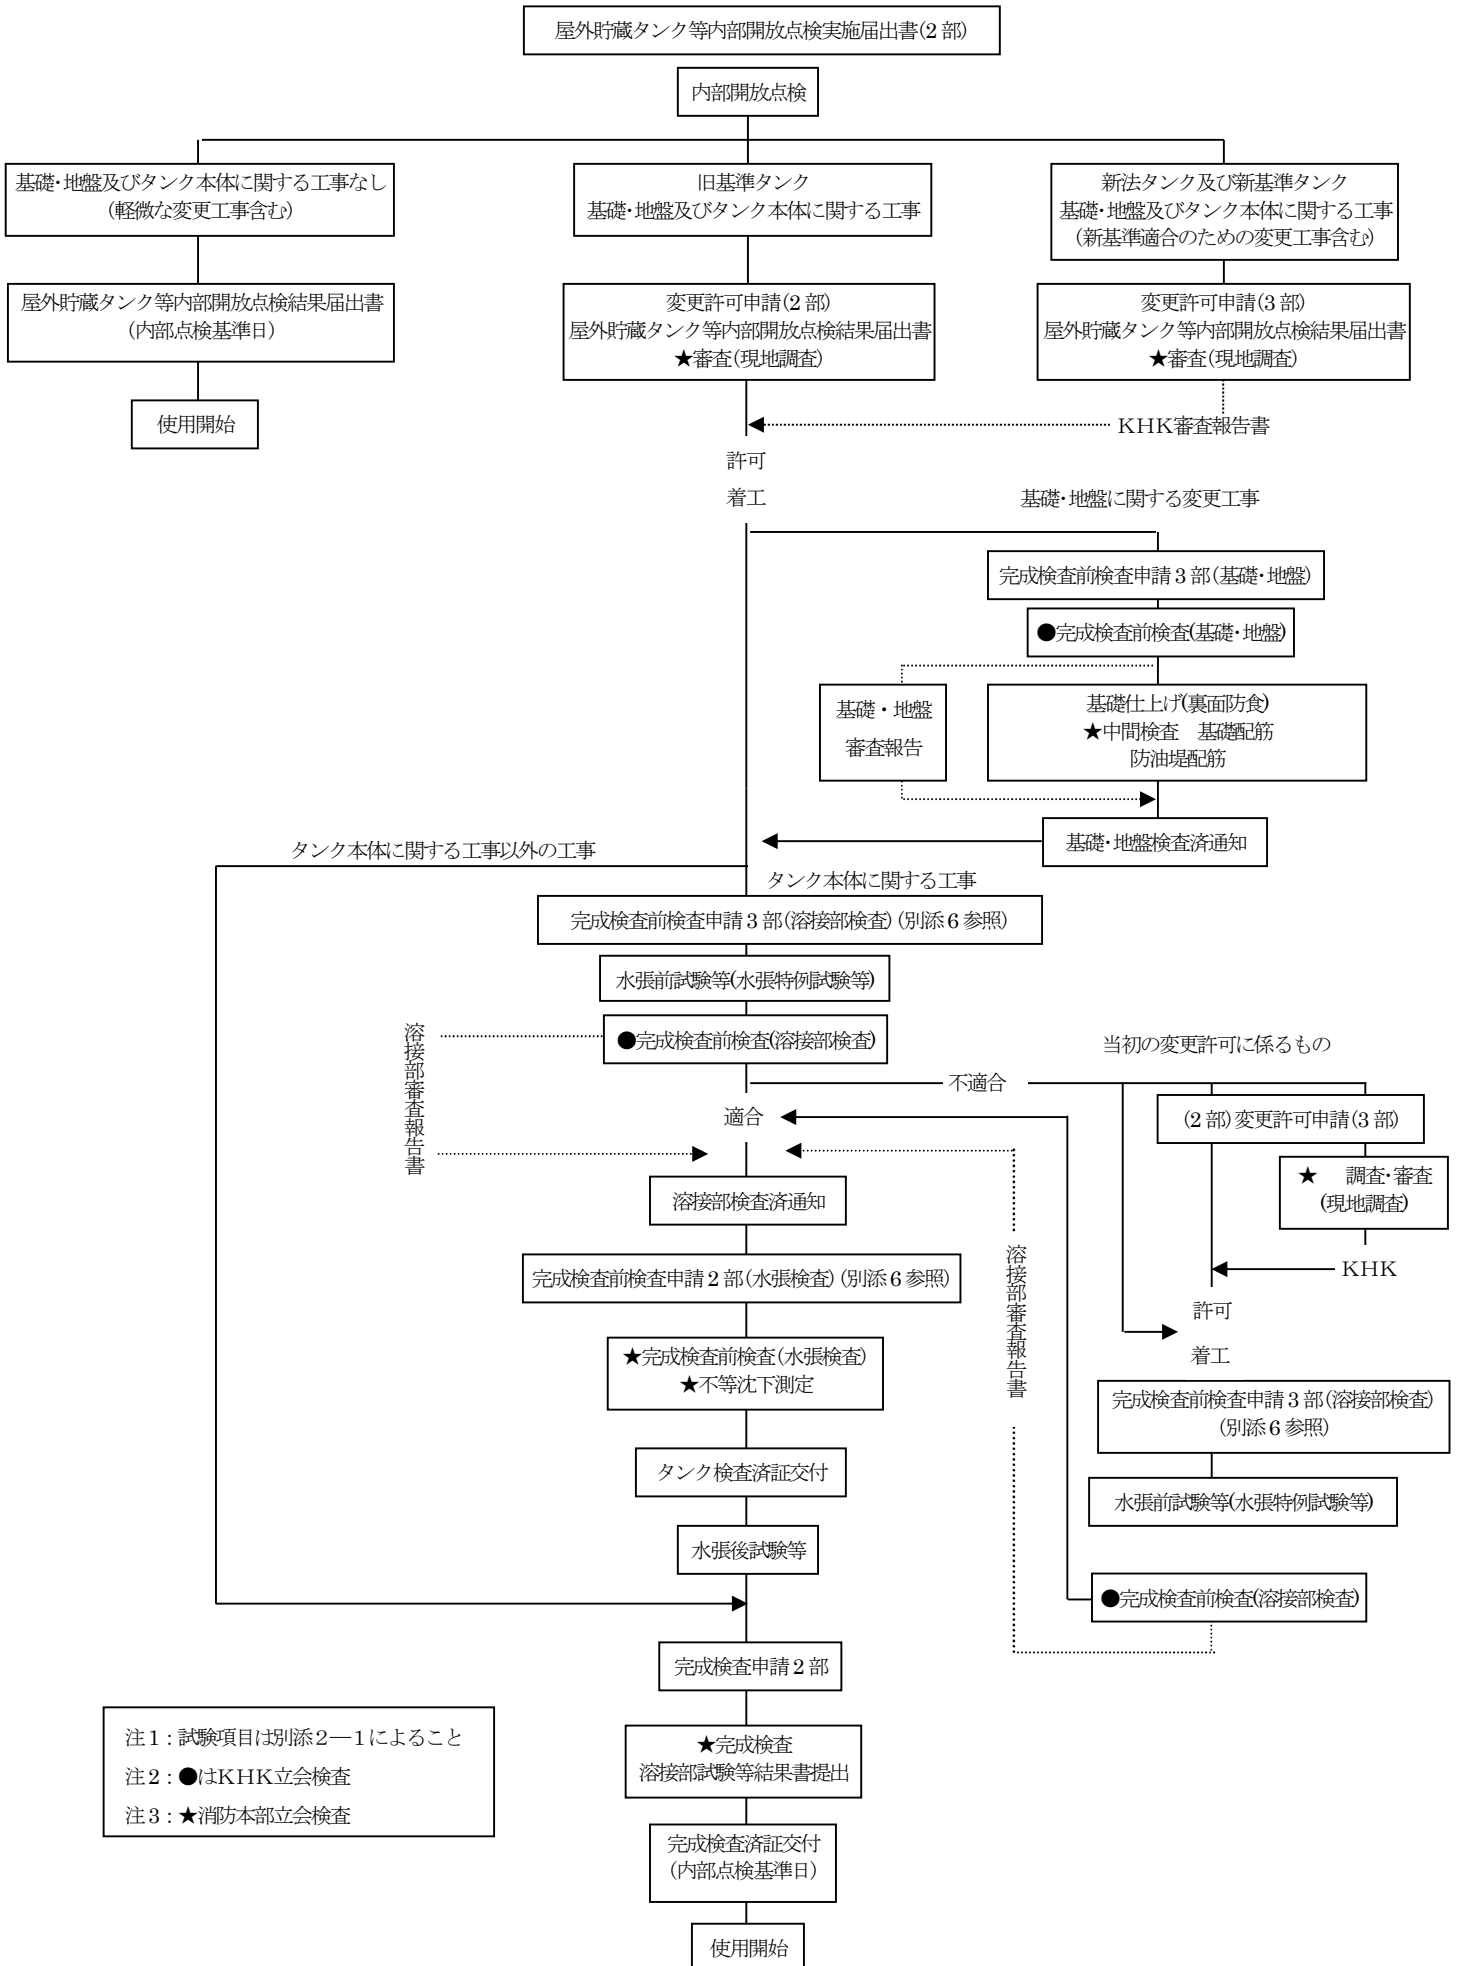 屋外貯蔵タンク等内部開放点検実施届出書(2部)
内部開放点検
基礎・地盤及びタンク本体に関する工事なし
(軽微な変更工事含む)
旧基準タンク
基礎・地盤及びタンク本体に関する工事
新法タンク及び新基準タンク
基礎・地盤及びタンク本体に関する工事
(新基準適合のための変更工事含む)
屋外貯蔵タンク等内部開放点検結果届出書
(内部点検基準日)
変更許可申請(2部)
屋外貯蔵タンク等内部開放点検結果届出書
★審査(現地調査)
変更許可申請(3部)
屋外貯蔵タンク等内部開放点検結果届出書
★審査(現地調査)
使用開始
KHK審査報告書
許可
着工
基礎・地盤に関する変更工事
完成検査前検査申請3部(基礎・地盤)
●完成検査前検査(基礎・地盤)
基礎・地盤
審査報告
基礎仕上げ(裏面防食)
★中間検査　基礎配筋
防油堤配筋
基礎・地盤検査済通知
タンク本体に関する工事以外の工事
タンク本体に関する工事
完成検査前検査申請3部(溶接部検査)(別添6参照)
水張前試験等(水張特例試験等)
●完成検査前検査(溶接部検査)
溶接部審査報告書
不適合
当初の変更許可に係るもの
適合
(2部)変更許可申請(3部)
★　調査・審査
(現地調査)
溶接部検査済通知
溶接部審査報告書
KHK
完成検査前検査申請2部(水張検査)(別添6参照)
許可
着工
★完成検査前検査(水張検査)
★不等沈下測定
完成検査前検査申請3部(溶接部検査)
(別添6参照)
タンク検査済証交付
水張前試験等(水張特例試験等)
水張後試験等
●完成検査前検査(溶接部検査)
完成検査申請2部
★完成検査
溶接部試験等結果書提出
注1：試験項目は別添2―1によること
注2：●はKHK立会検査
注3：★消防本部立会検査
完成検査済証交付
(内部点検基準日)
使用開始